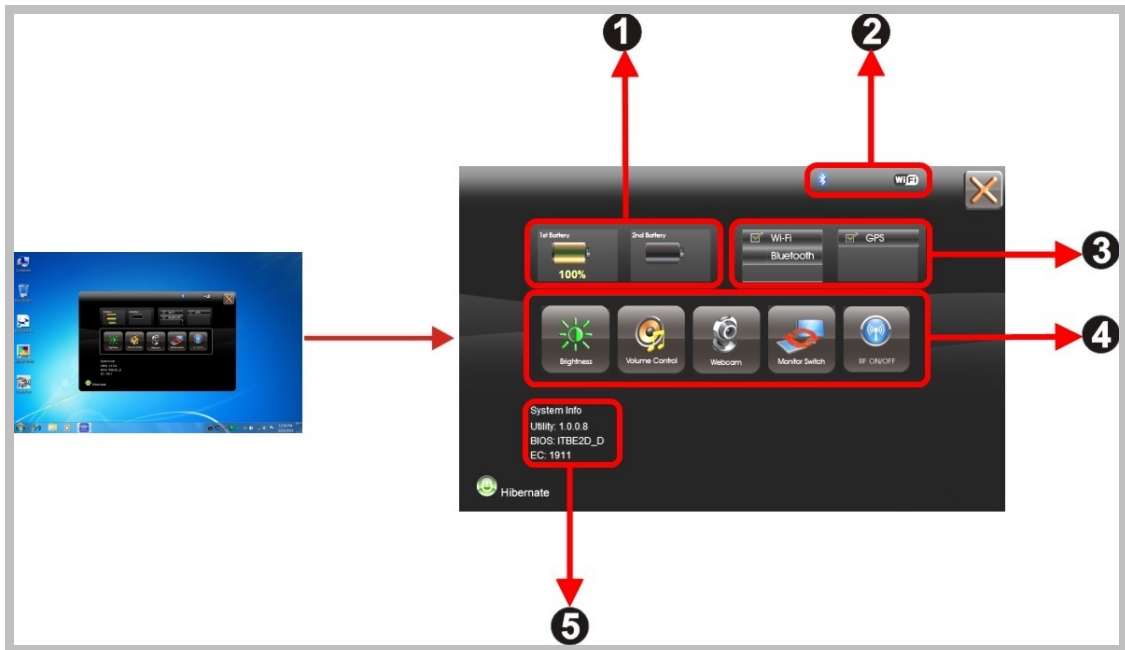 1 2
WiFi
1st Battery 2nd Battery
100%
Wi-Fi GPS
Bluetooth
3
Brightness Volume Control Webcam Monitor Switch RF ON/OFF
4
System Info
Utility: 1.0.0.8
BIOS: ITBE2D_D
EC: 1911
Hibernate
5